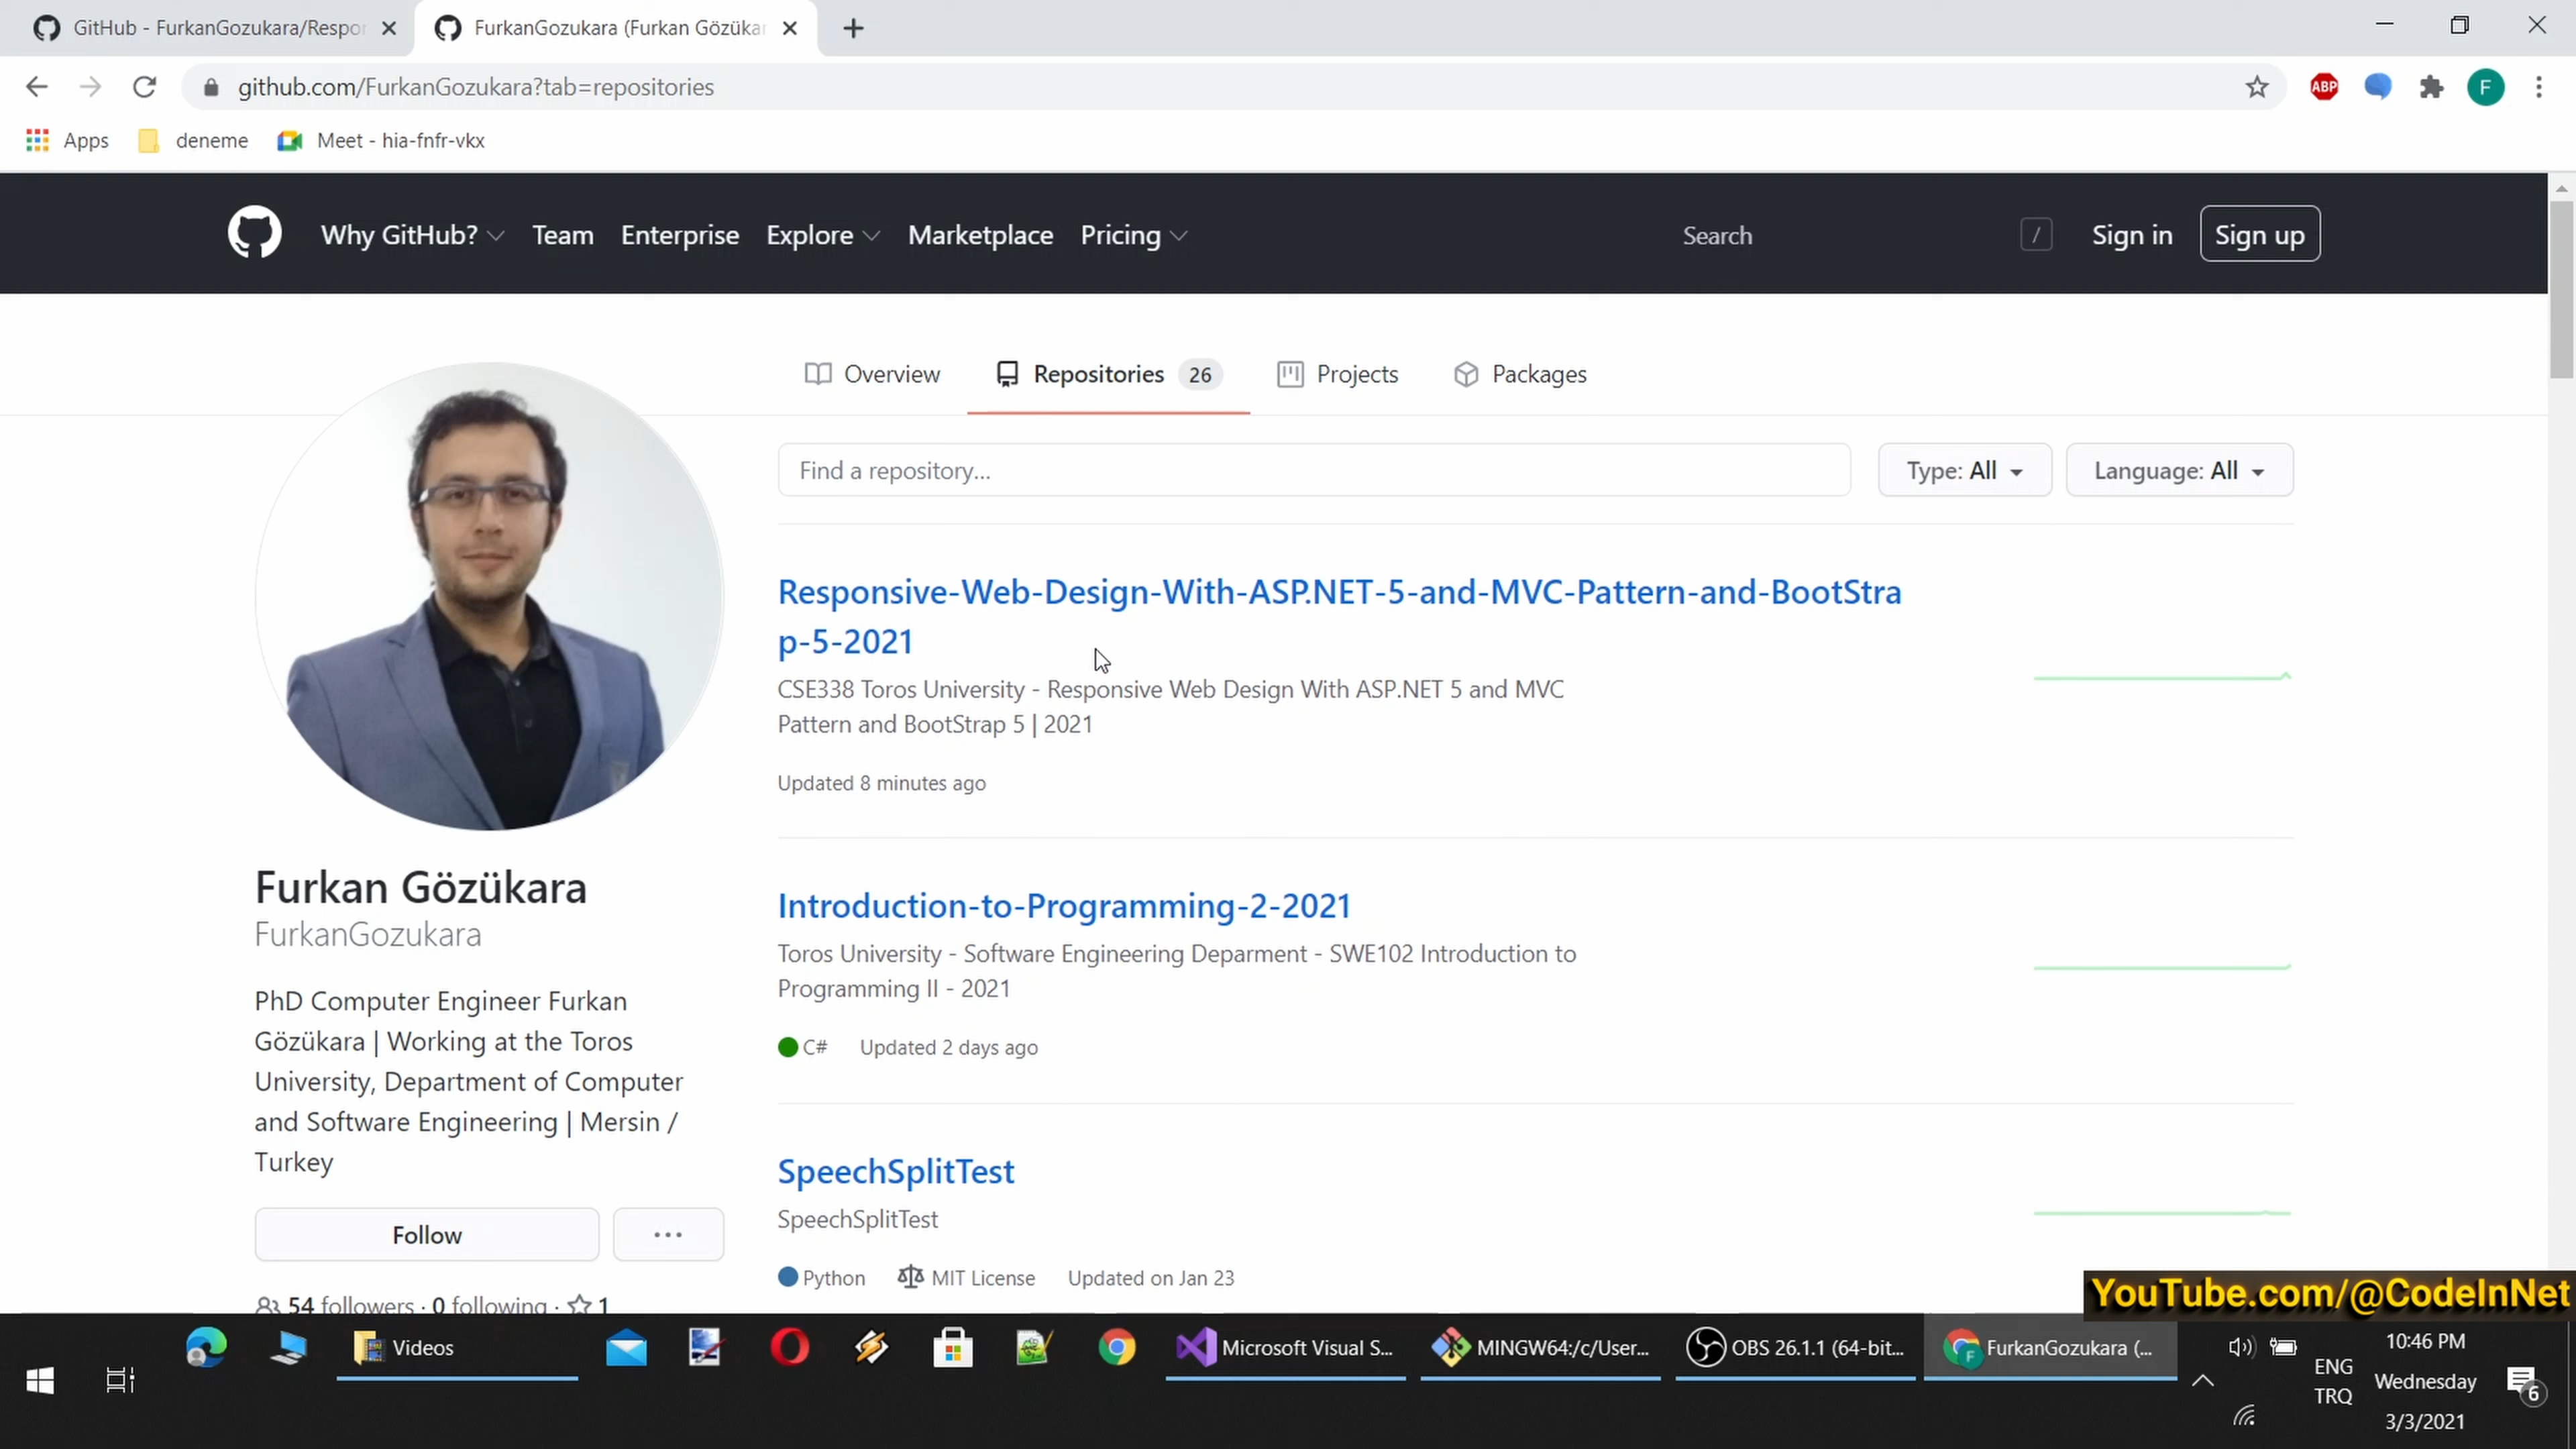 GitHub - FurkanGozukara/Respor
FurkanGozukara (Furkan Gözükar
github.com/FurkanGozukara?tab=repositories
ABP
F
Apps
deneme
Meet - hia-fnfr-vkx
Why GitHub?
Team
Enterprise
Explore
Marketplace
Pricing
Search
/
Sign in
Sign up
Overview
Repositories 26
Projects
Packages
Find a repository...
Type: All
Language: All
Responsive-Web-Design-With-ASP.NET-5-and-MVC-Pattern-and-BootStra
p-5-2021
CSE338 Toros University - Responsive Web Design With ASP.NET 5 and MVC
Pattern and BootStrap 5 | 2021
Updated 8 minutes ago
Introduction-to-Programming-2-2021
Toros University - Software Engineering Deparment - SWE102 Introduction to
Programming II - 2021
C# Updated 2 days ago
SpeechSplitTest
SpeechSplitTest
Python MIT License Updated on Jan 23
Furkan Gözükara
FurkanGozukara
PhD Computer Engineer Furkan
Gözükara | Working at the Toros
University, Department of Computer
and Software Engineering | Mersin /
Turkey
Follow
...
54 followers · 0 following · 1
YouTube.com/@CodeInNet
Videos
Microsoft Visual S...
MINGW64:/c/User...
OBS 26.1.1 (64-bit...
FurkanGozukara (...
ENG
TRQ
10:46 PM
Wednesday
3/3/2021
6